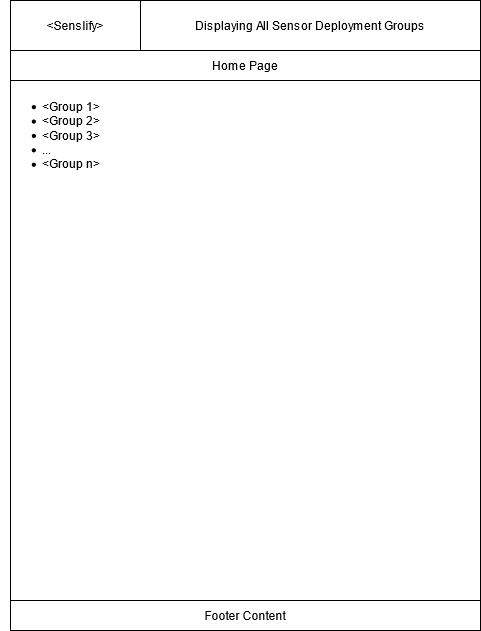 <Senslify>
Displaying All Sensor Deployment Groups
Home Page
<Group 1>
<Group 2>
<Group 3>
...
<Group n>
Footer Content